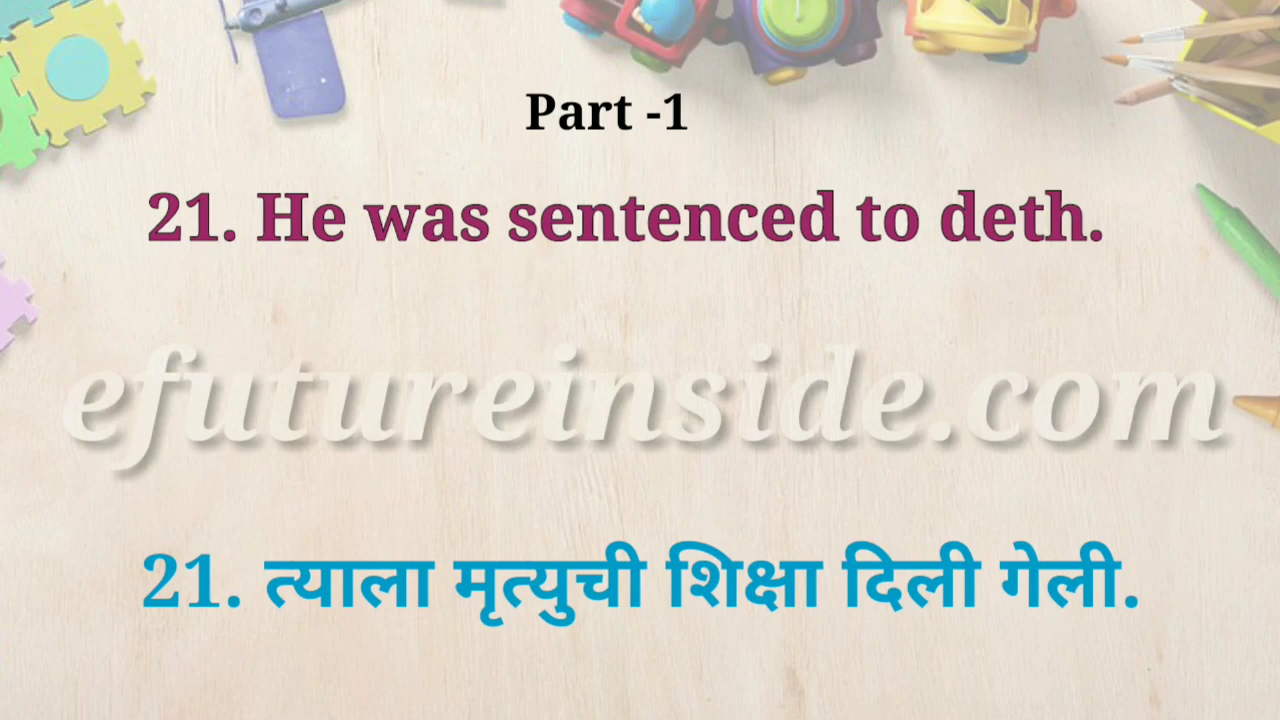 Part -1
21. He was sentenced to deth.
efutureinside.com
21. त्याला मृत्युची शिक्षा दिली गेली.